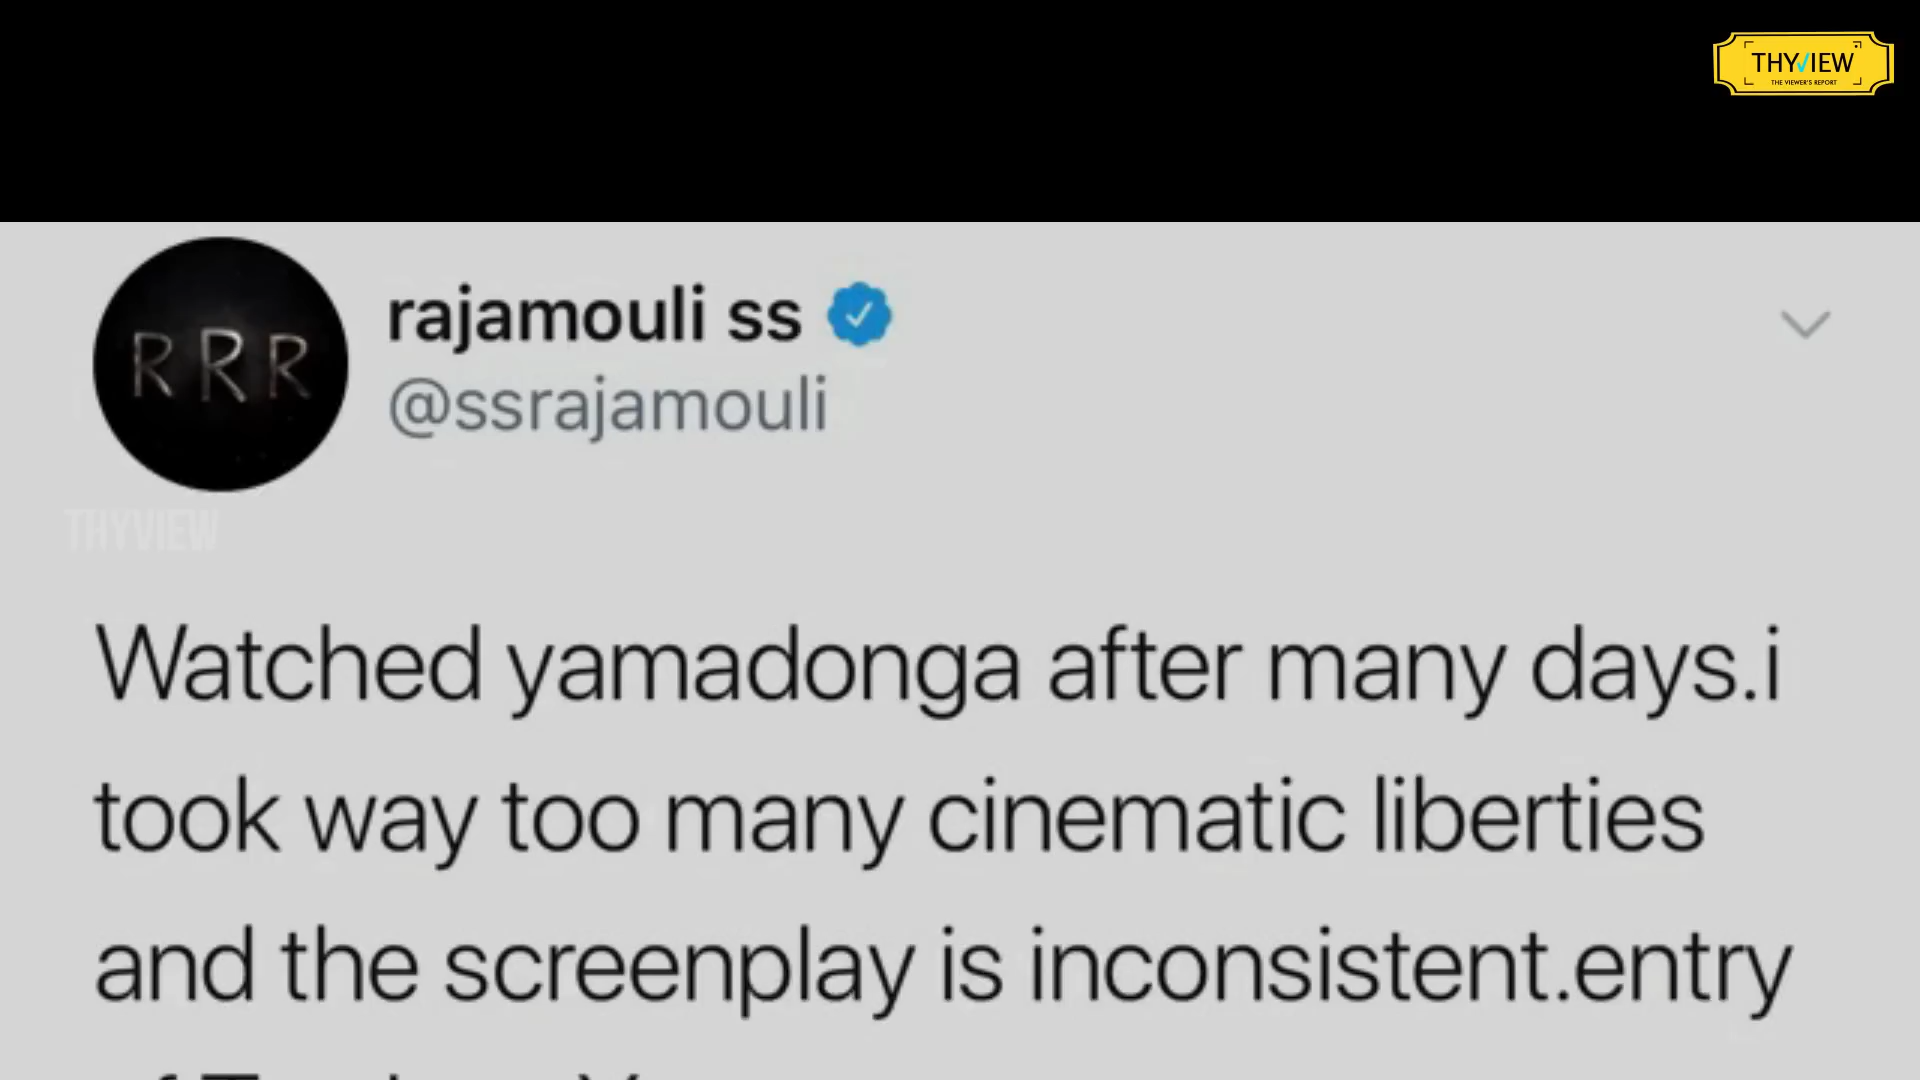 THYVIEW
THE VIEWER'S REPORT
RRR
rajamouli ss
@ssrajamouli
THYVIEW
Watched yamadonga after many days.i
took way too many cinematic liberties
and the screenplay is inconsistent.entry